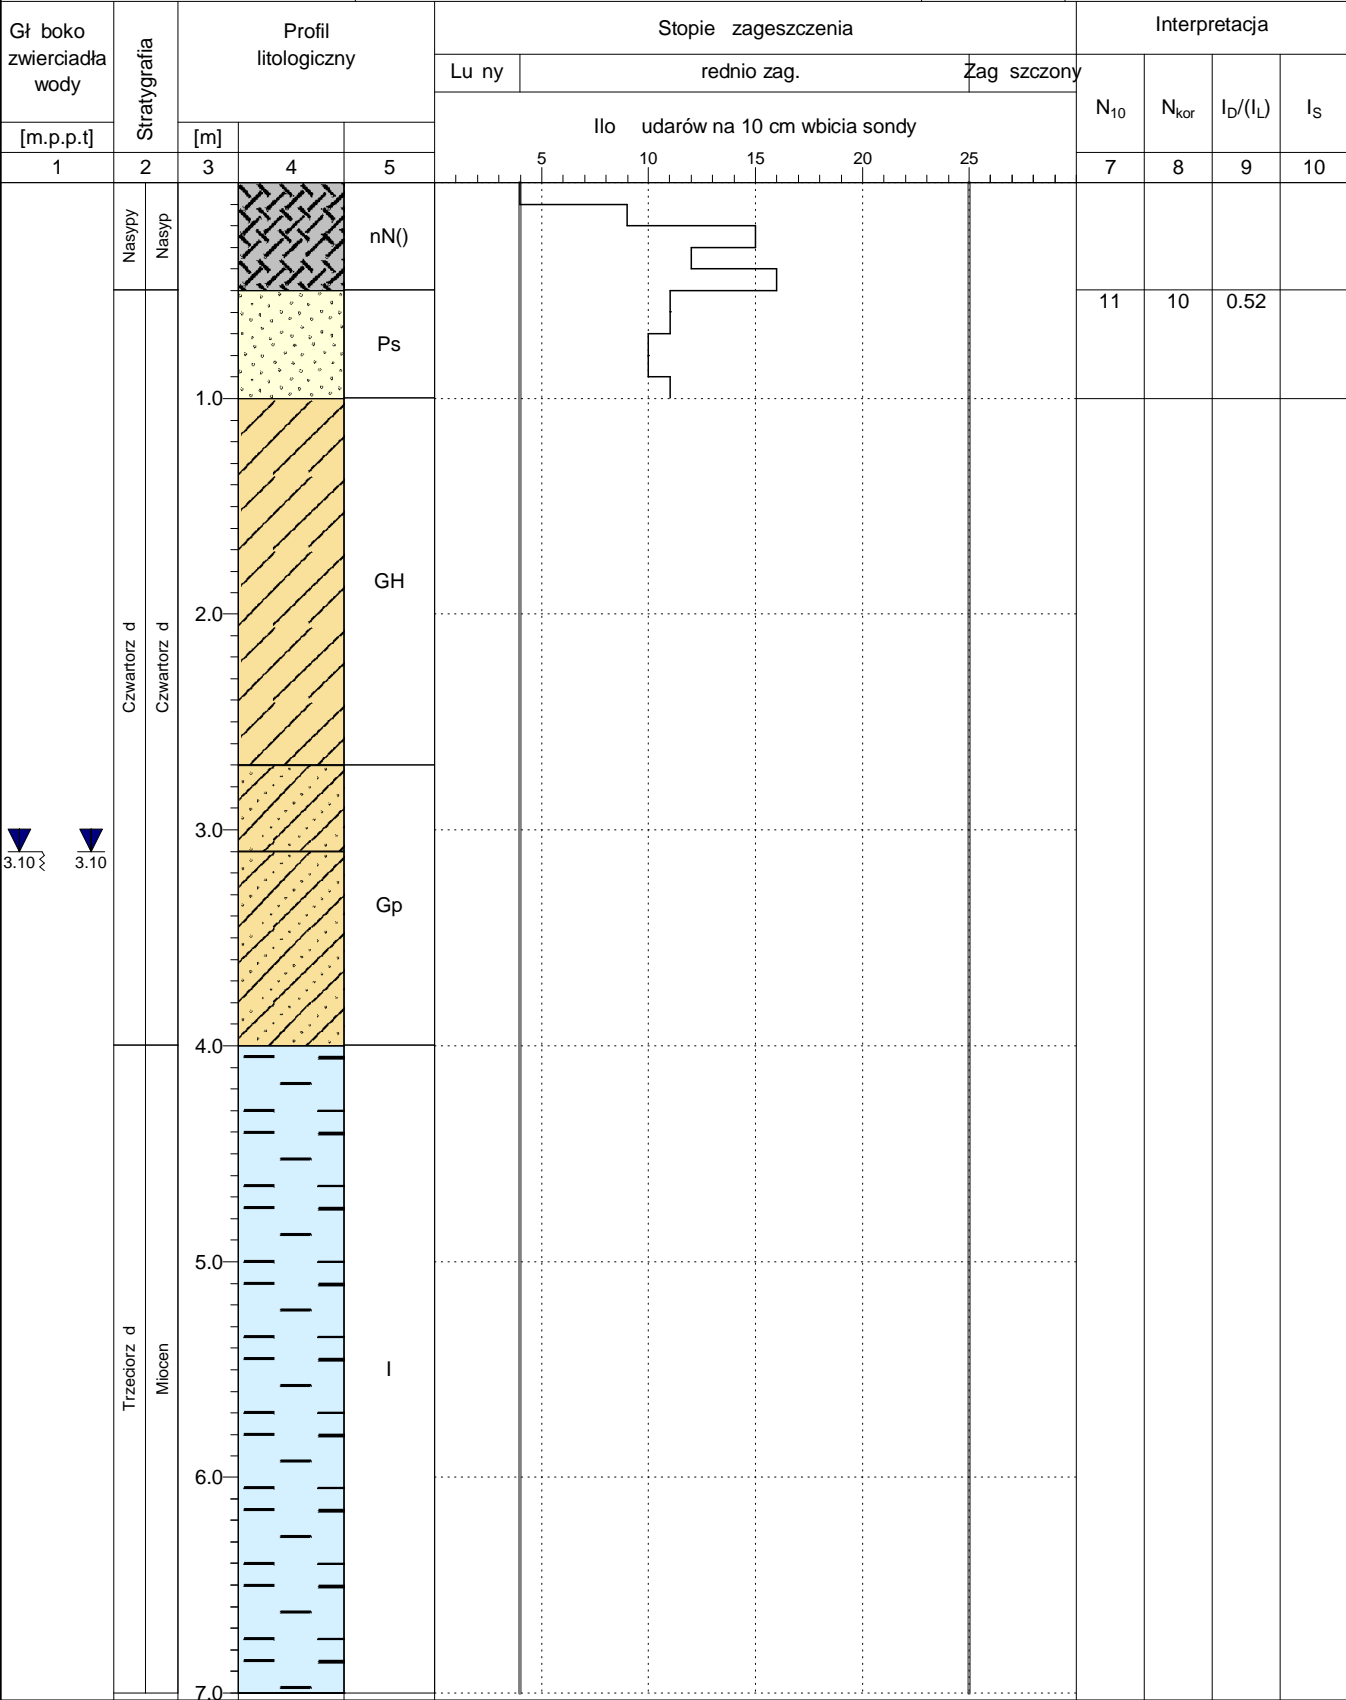 Gł boko
zwierciadła
wody
[m.p.p.t]
Stratygrafia
Profil
litologiczny
[m]
Stopie zageszczenia
Lu ny
rednio zag.
Zag szczony
Ilo udarów na 10 cm wbicia sondy
5 10 15 20 25
Interpretacja
N10 Nkor ID/(IL) IS
1 2 3 4 5 7 8 9 10
Nasypy
Nasyp
nN()
11 10 0.52
Ps
1.0
GH
2.0
Czwartorz d
Czwartorz d
3.0
3.10
3.10
Gp
4.0
5.0
Trzeciorz d
Miocen
I
6.0
7.0